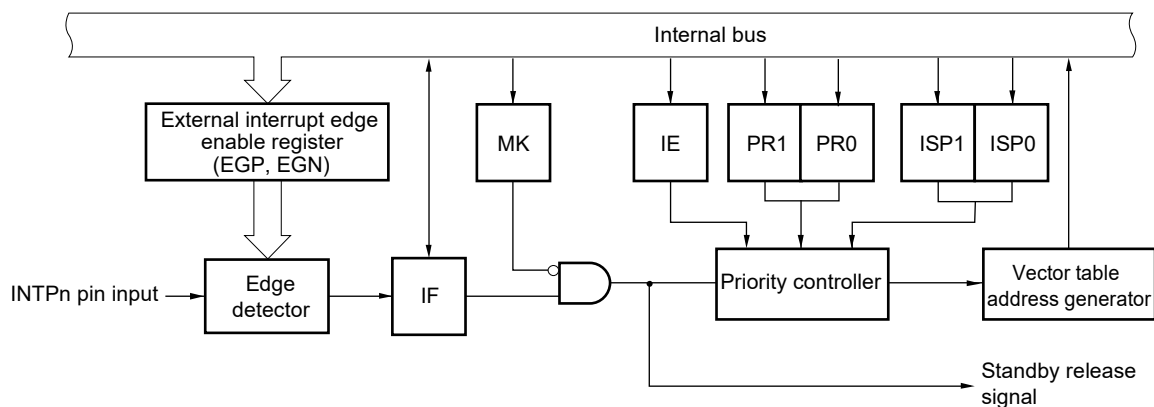 Internal bus
External interrupt edge
enable register
(EGP, EGN)
MK
IE
PR1
PR0
ISP1
ISP0
INTPn pin input
Edge
detector
IF
Priority controller
Vector table
address generator
Standby release
signal